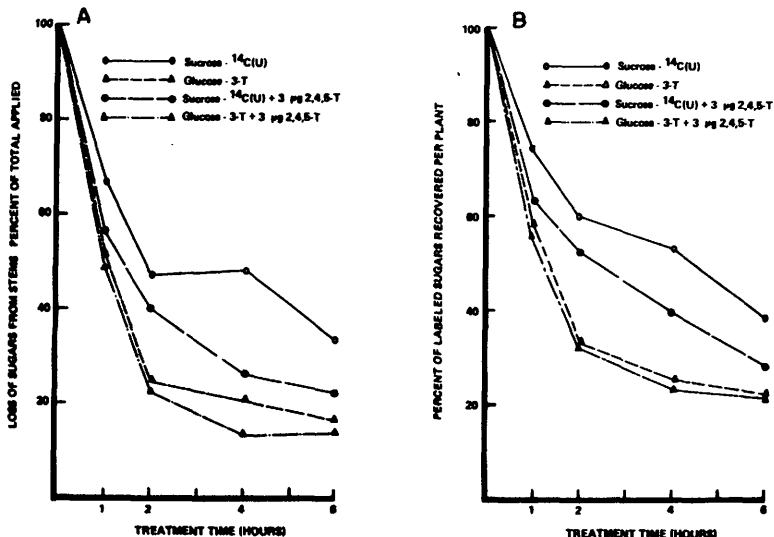 A
LOSS OF SUGARS FROM STEMS PERCENT OF TOTAL APPLIED
100
80
60
40
20
Sucrose - ¹⁴C(U)
Glucose - 3-T
Sucrose - ¹⁴C(U) + 3 µg 2,4,5-T
Glucose - 3-T + 3 µg 2,4,5-T
1 2 4 6
TREATMENT TIME (HOURS)
B
PERCENT OF LABELED SUGARS RECOVERED PER PLANT
100
80
60
40
20
Sucrose - ¹⁴C(U)
Glucose - 3-T
Sucrose - ¹⁴C(U) + 3 µg 2,4,5-T
Glucose - 3-T + 3 µg 2,4,5-T
1 2 4 6
TREATMENT TIME (HOURS)